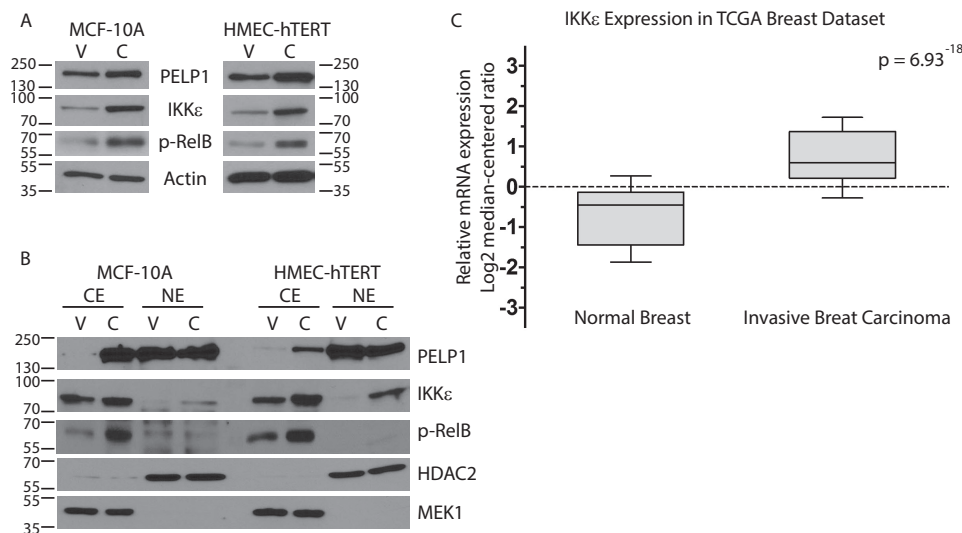 A
MCF-10A
HMEC-hTERT
V C
V C
250
130
PELP1
250
130
100
70
IKKε
100
70
70
55
p-RelB
70
55
55
35
Actin
55
35
B
MCF-10A
HMEC-hTERT
CE NE CE NE
V C V C V C V C
250
130
PELP1
100
70
IKKε
70
55
p-RelB
70
55
HDAC2
55
35
MEK1
C
IKKε Expression in TCGA Breast Dataset
p = 6.93-18
Relative mRNA expression
Log2 median-centered ratio
3
2
1
0
-1
-2
-3
Normal Breast
Invasive Breat Carcinoma